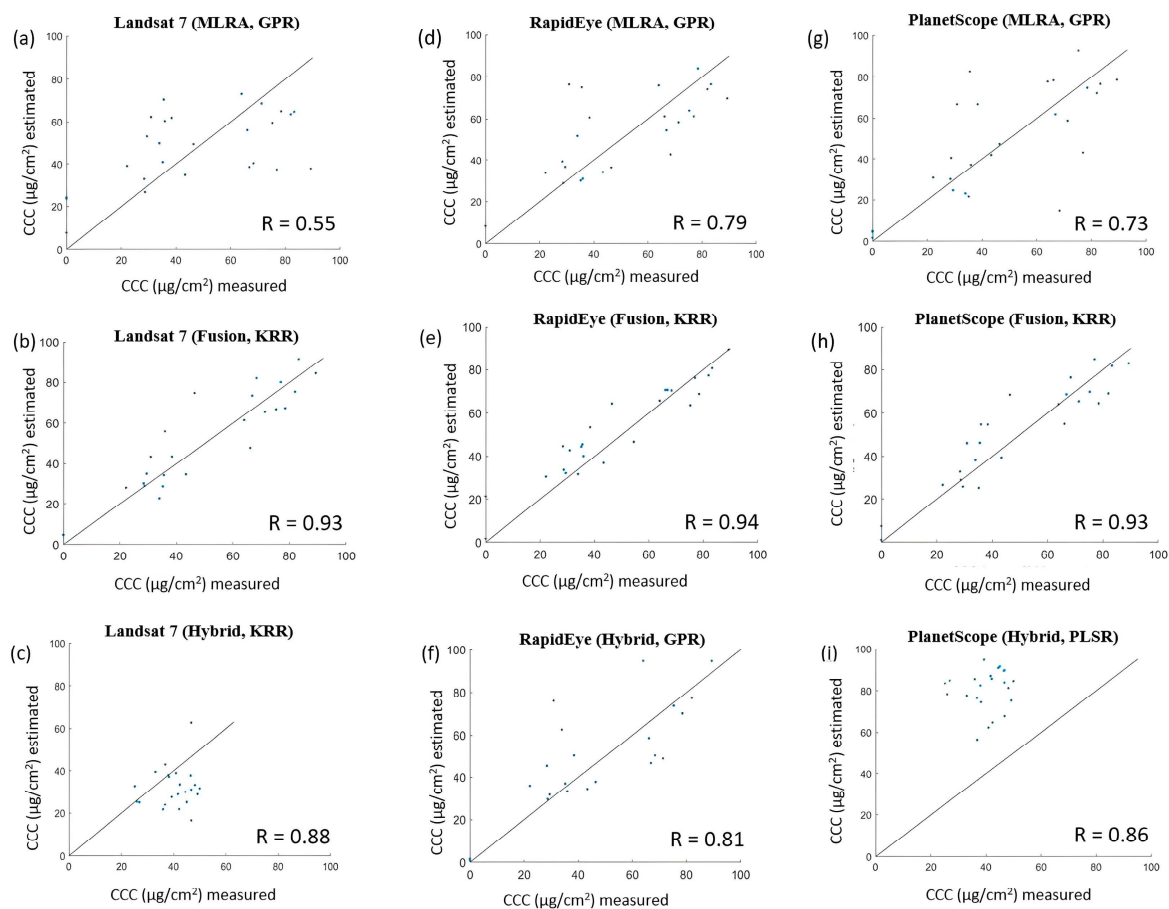 Landsat 7 (MLRA, GPR)
(a)
100
80
60
40
20
0
0 20 40 60 80 100
CCC (µg/cm²) estimated
R = 0.55
CCC (µg/cm²) measured
RapidEye (MLRA, GPR)
(d)
100
80
60
40
20
0
0 20 40 60 80 100
CCC (µg/cm²) estimated
R = 0.79
CCC (µg/cm²) measured
PlanetScope (MLRA, GPR)
(g)
100
80
60
40
20
0
0 20 40 60 80 100
CCC (µg/cm²) estimated
R = 0.73
CCC (µg/cm²) measured
Landsat 7 (Fusion, KRR)
(b)
100
80
60
40
20
0
0 20 40 60 80 100
CCC (µg/cm²) estimated
R = 0.93
CCC (µg/cm²) measured
RapidEye (Fusion, KRR)
(e)
100
80
60
40
20
0
0 20 40 60 80 100
CCC (µg/cm²) estimated
R = 0.94
CCC (µg/cm²) measured
PlanetScope (Fusion, KRR)
(h)
100
80
60
40
20
0 20 40 60 80 100
CCC (µg/cm²) estimated
R = 0.93
CCC (µg/cm²) measured
Landsat 7 (Hybrid, KRR)
(c)
100
80
60
40
20
0
0 20 40 60 80 100
CCC (µg/cm²) estimated
R = 0.88
CCC (µg/cm²) measured
RapidEye (Hybrid, GPR)
(f)
100
80
60
40
20
0
0 20 40 60 80 100
CCC (µg/cm²) estimated
R = 0.81
CCC (µg/cm²) measured
PlanetScope (Hybrid, PLSR)
(i)
100
80
60
40
20
0
0 20 40 60 80 100
CCC (µg/cm²) estimated
R = 0.86
CCC (µg/cm²) measured